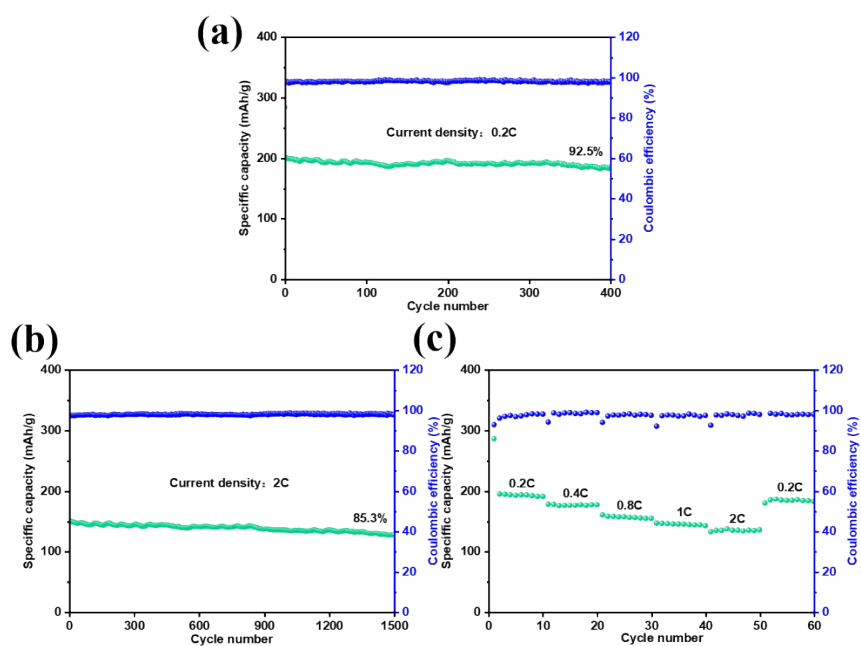 (a)
400
300
200
100
0
Speciffic capacity (mAh/g)
Current density：0.2C
92.5%
120
100
80
60
40
20
0
Coulombic efficiency (%)
0 100 200 300 400
Cycle number
(b)
400
300
200
100
0
Speciffic capacity (mAh/g)
Current density：2C
85.3%
120
100
80
60
40
20
0
Coulombic efficiency (%)
0 300 600 900 1200 1500
Cycle number
(c)
400
300
200
100
0
Speciffic capacity (mAh/g)
0.2C
0.4C
0.8C
1C
2C
0.2C
120
100
80
60
40
20
0
Coulombic efficiency (%)
0 10 20 30 40 50 60
Cycle number